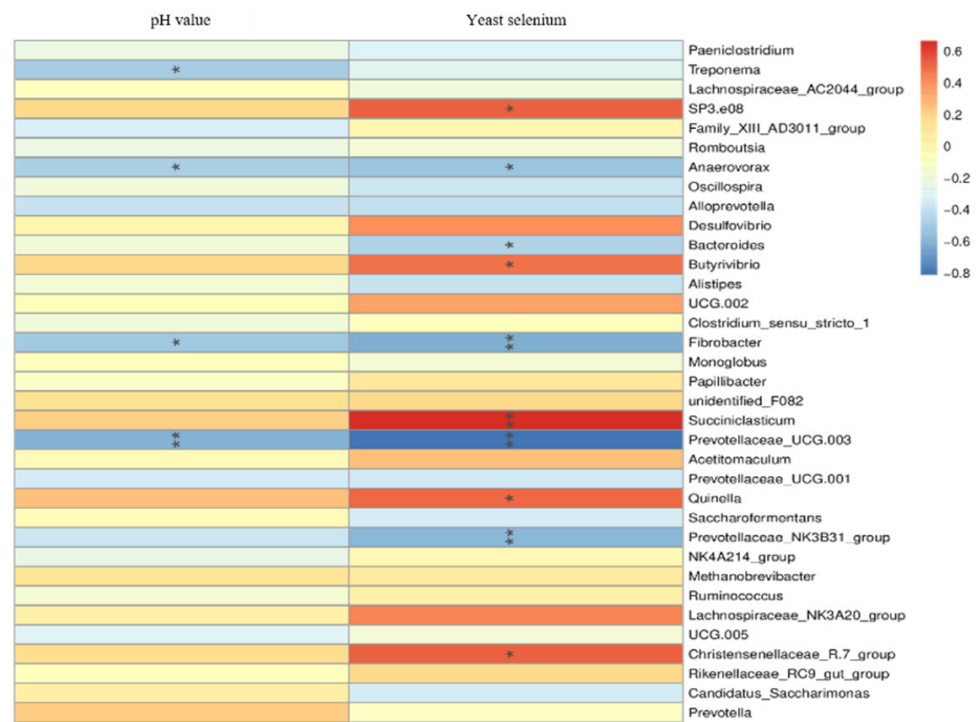 pH value Yeast selenium
Paeniclostridium
* Treponema
Lachnospiraceae_AC2044_group
* SP3.e08
Family_XIII_AD3011_group
Romboutsia
* * Anaerovorax
Oscillospira
Alloprevotella
Desulfovibrio
* Bacteroides
* Butyrivibrio
Alistipes
UCG.002
Clostridium_sensu_stricto_1
* ** Fibrobacter
Monoglobus
Papillibacter
unidentified_F082
** Succiniclasticum
** ** Prevotellaceae_UCG.003
Acetitomaculum
Prevotellaceae_UCG.001
* Quinella
Saccharofermentans
** Prevotellaceae_NK3B31_group
NK4A214_group
Methanobrevibacter
Ruminococcus
Lachnospiraceae_NK3A20_group
UCG.005
* Christensenellaceae_R.7_group
Rikenellaceae_RC9_gut_group
Candidatus_Saccharimonas
Prevotella
0.6
0.4
0.2
0
−0.2
−0.4
−0.6
−0.8